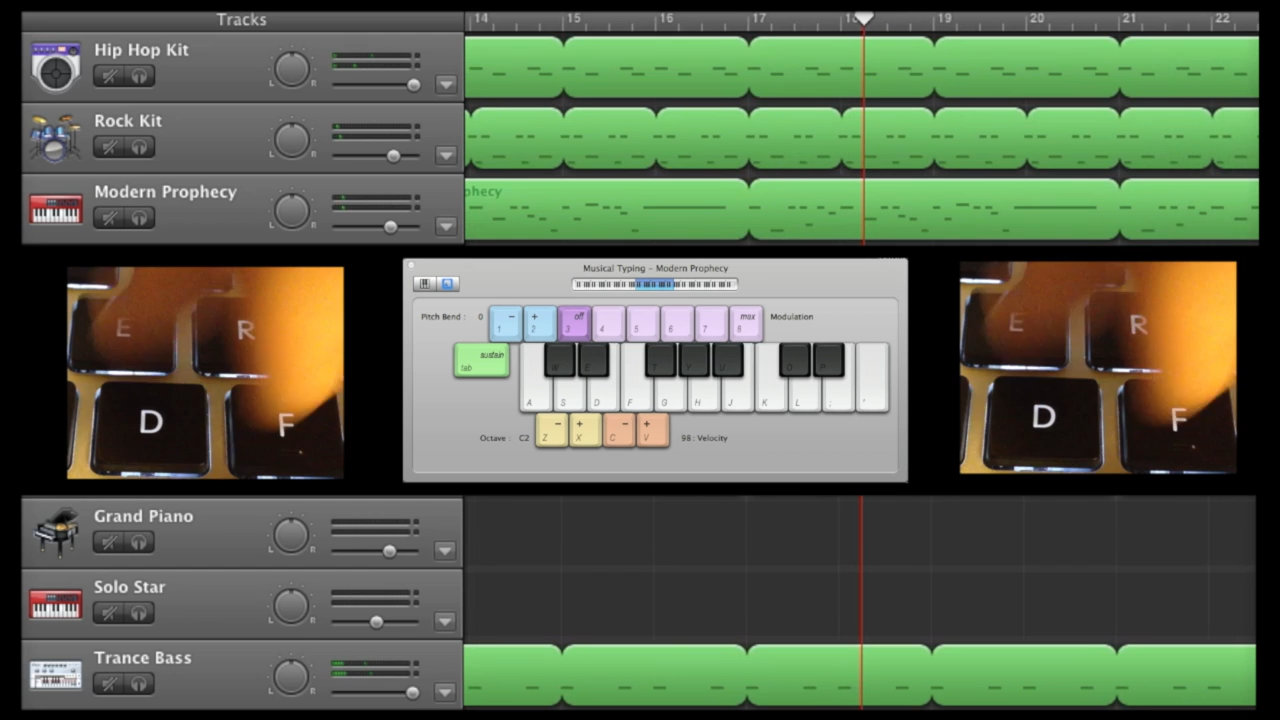 Tracks
14 15 16 17 18 19 20 21 22
Hip Hop Kit
L R
Rock Kit
L R
Modern Prophecy
L R
phecy
E R
D F
Musical Typing – Modern Prophecy
Pitch Bend : 0 – 1 + 2 off 3 4 5 6 7 max 8 Modulation
sustain
tab
W E T Y U O P
A S D F G H J K L ; '
Octave : C2 – Z + X – C + V 98 : Velocity
E R
D F
Grand Piano
L R
Solo Star
L R
Trance Bass
L R